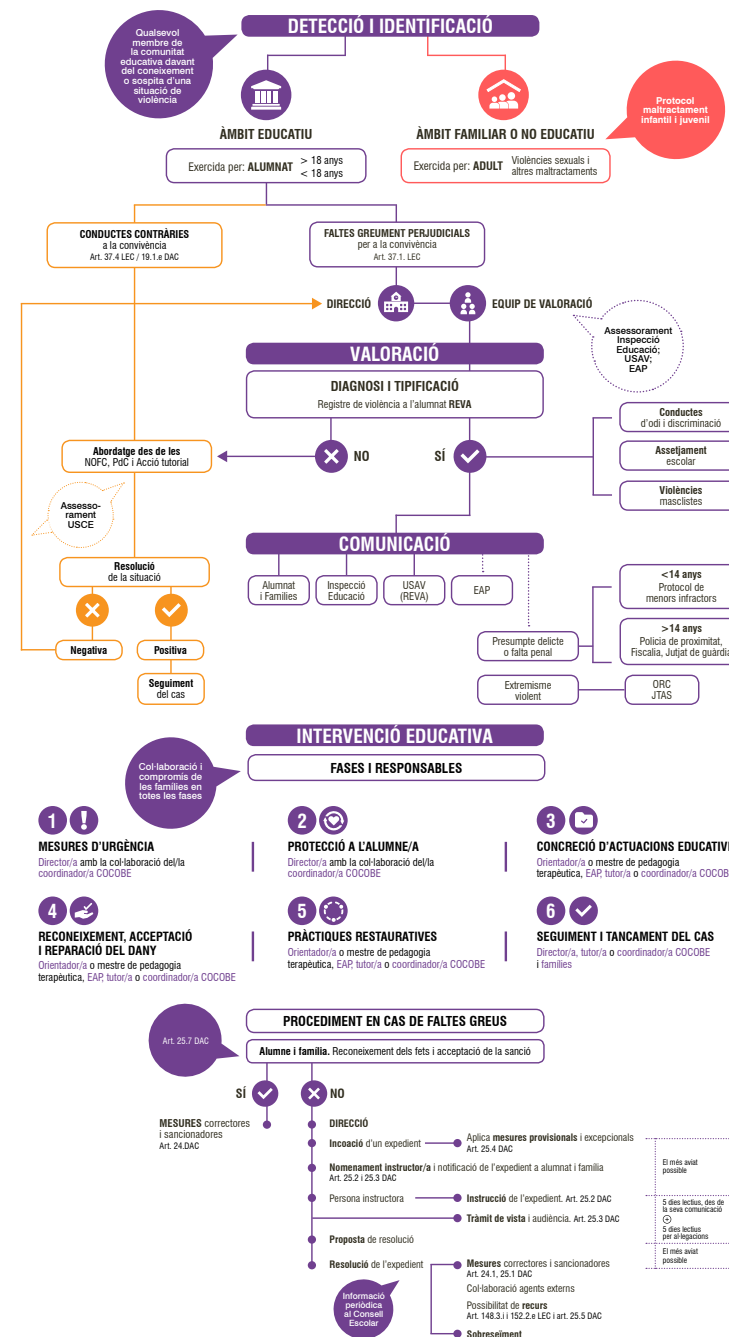 DETECCIÓ I IDENTIFICACIÓ
Qualsevol
membre de
la comunitat
educativa davant
del coneixement
o sospita d'una
situació de
violència
ÀMBIT EDUCATIU
Exercida per: ALUMNAT
> 18 anys
< 18 anys
ÀMBIT FAMILIAR O NO EDUCATIU
Exercida per: ADULT
Violències sexuals i
altres maltractaments
Protocol
maltractament
infantil i juvenil
CONDUCTES CONTRÀRIES
a la convivència
Art. 37.4 LEC / 19.1.e DAC
FALTES GREUMENT PERJUDICIALS
per a la convivència
Art. 37.1. LEC
DIRECCIÓ
EQUIP DE VALORACIÓ
Assessorament
Inspecció
Educació;
USAV;
EAP
VALORACIÓ
DIAGNOSI I TIPIFICACIÓ
Registre de violència a l'alumnat REVA
NO
SÍ
Conductes
d'odi i discriminació
Assetjament
escolar
Violències
masclistes
Abordatge des de les
NOFC, PdC i Acció tutorial
Assesso-
rament
USCE
Resolució
de la situació
Negativa
Positiva
Seguiment
del cas
COMUNICACIÓ
Alumnat
i Famílies
Inspecció
Educació
USAV
(REVA)
EAP
Presumpte delicte
o falta penal
<14 anys
Protocol de
menors infractors
>14 anys
Policia de proximitat,
Fiscalia, Jutjat de guàrdia
Extremisme
violent
ORC
JTAS
INTERVENCIÓ EDUCATIVA
FASES I RESPONSABLES
Col·laboració i
compromís de
les famílies en
totes les fases
1
MESURES D'URGÈNCIA
Director/a amb la col·laboració del/la
coordinador/a COCOBE
2
PROTECCIÓ A L'ALUMNE/A
Director/a amb la col·laboració del/la
coordinador/a COCOBE
3
CONCRECIÓ D'ACTUACIONS EDUCATIV
Orientador/a o mestre de pedagogia
terapèutica, EAP, tutor/a o coordinador/a COCOB
4
RECONEIXEMENT, ACCEPTACIÓ
I REPARACIÓ DEL DANY
Orientador/a o mestre de pedagogia
terapèutica, EAP, tutor/a o coordinador/a COCOBE
5
PRÀCTIQUES RESTAURATIVES
Orientador/a o mestre de pedagogia
terapèutica, EAP, tutor/a o coordinador/a COCOBE
6
SEGUIMENT I TANCAMENT DEL CAS
Director/a, tutor/a o coordinador/a COCOBE
i famílies
PROCEDIMENT EN CAS DE FALTES GREUS
Art. 25.7 DAC
Alumne i família. Reconeixement dels fets i acceptació de la sanció
SÍ
NO
MESURES correctores
i sancionadores
Art. 24.DAC
DIRECCIÓ
Incoació d'un expedient
Aplica mesures provisionals i excepcionals
Art. 25.4 DAC
Nomenament instructor/a i notificació de l'expedient a alumnat i família
Art. 25.2 i 25.3 DAC
El més aviat
possible
Persona instructora
Instrucció de l'expedient. Art. 25.2 DAC
Tràmit de vista i audiència. Art. 25.3 DAC
5 dies lectius, des de
la seva comunicació
+
5 dies lectius
per al·legacions
Proposta de resolució
El més aviat
possible
Resolució de l'expedient
Mesures correctores i sancionadores
Art. 24.1, 25.1 DAC
Col·laboració agents externs
Possibilitat de recurs
Art. 148.3.i i 152.2.e LEC i art. 25.5 DAC
Sobreseïment
Informació
periòdica
al Consell
Escolar